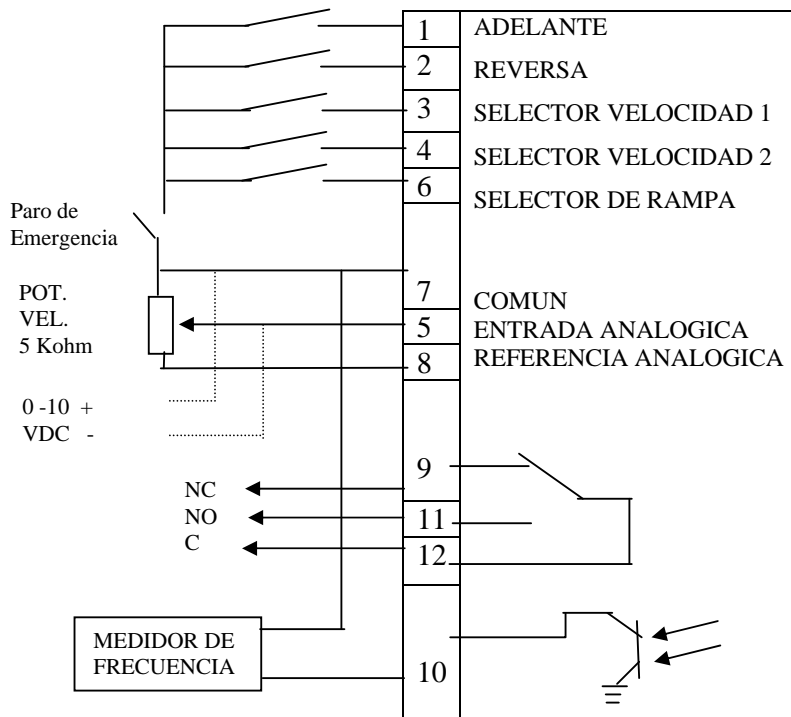 1 ADELANTE
2 REVERSA
3 SELECTOR VELOCIDAD 1
4 SELECTOR VELOCIDAD 2
6 SELECTOR DE RAMPA
Paro de
Emergencia
7 COMUN
POT.
VEL.
5 Kohm
5 ENTRADA ANALOGICA
8 REFERENCIA ANALOGICA
0 -10 +
VDC -
9
NC
NO
C
11
12
MEDIDOR DE
FRECUENCIA
10